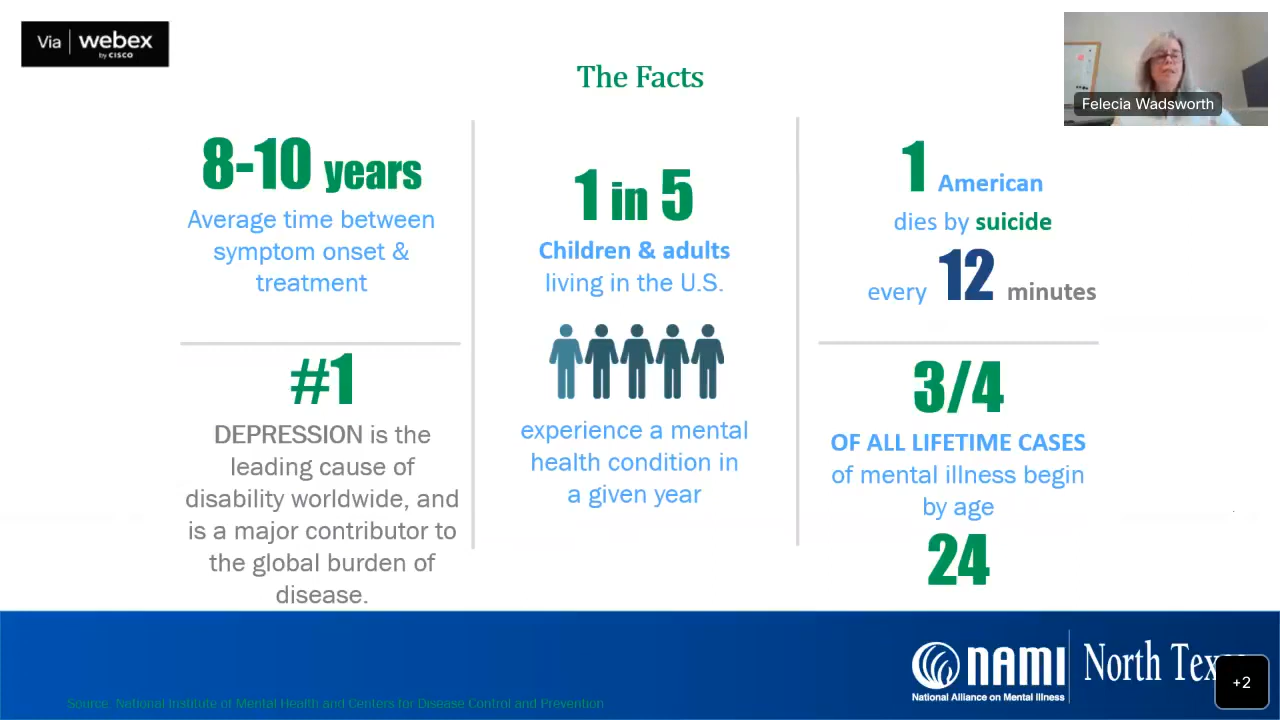 Via webex
by CISCO
The Facts
Felecia Wadsworth
8-10 years
Average time between
symptom onset &
treatment
#1
DEPRESSION is the
leading cause of
disability worldwide, and
is a major contributor to
the global burden of
disease.
1 in 5
Children & adults
living in the U.S.
experience a mental
health condition in
a given year
1 American
dies by suicide
every 12 minutes
3/4
OF ALL LIFETIME CASES
of mental illness begin
by age
24
nami North
National Alliance on Mental Illness
+2
Source: National Institute of Mental Health and Centers for Disease Control and Prevention